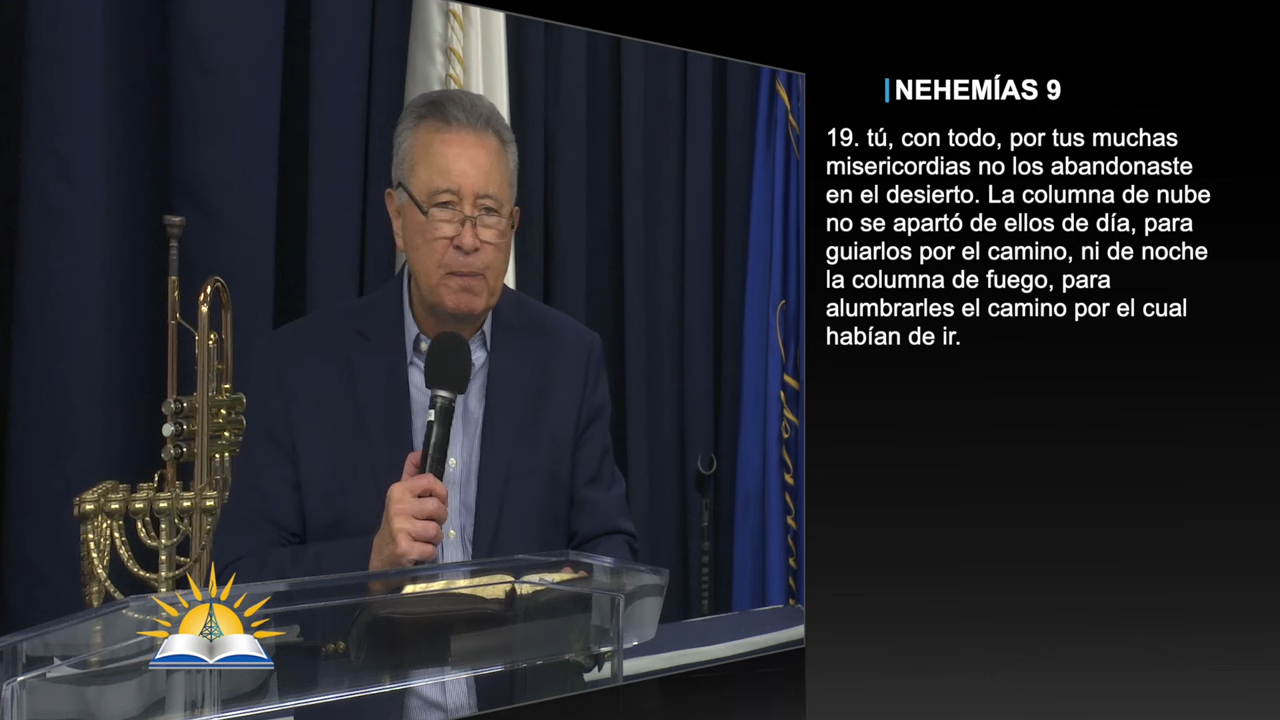 NEHEMÍAS 9
19. tú, con todo, por tus muchas
misericordias no los abandonaste
en el desierto. La columna de nube
no se apartó de ellos de día, para
guiarlos por el camino, ni de noche
la columna de fuego, para
alumbrarles el camino por el cual
habían de ir.